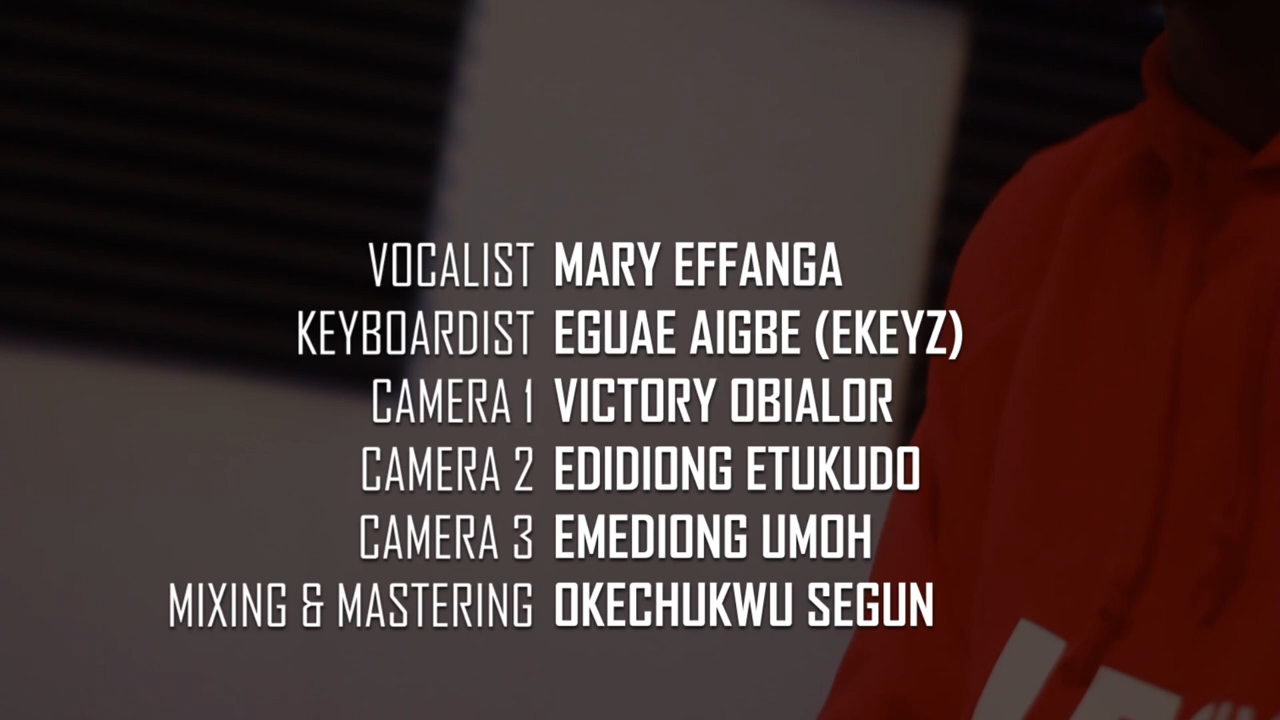 VOCALIST MARY EFFANGA
KEYBOARDIST EGUAE AIGBE (EKEYZ)
CAMERA 1 VICTORY OBIALOR
CAMERA 2 EDIDIONG ETUKUDO
CAMERA 3 EMEDIONG UMOH
MIXING & MASTERING OKECHUKWU SEGUN